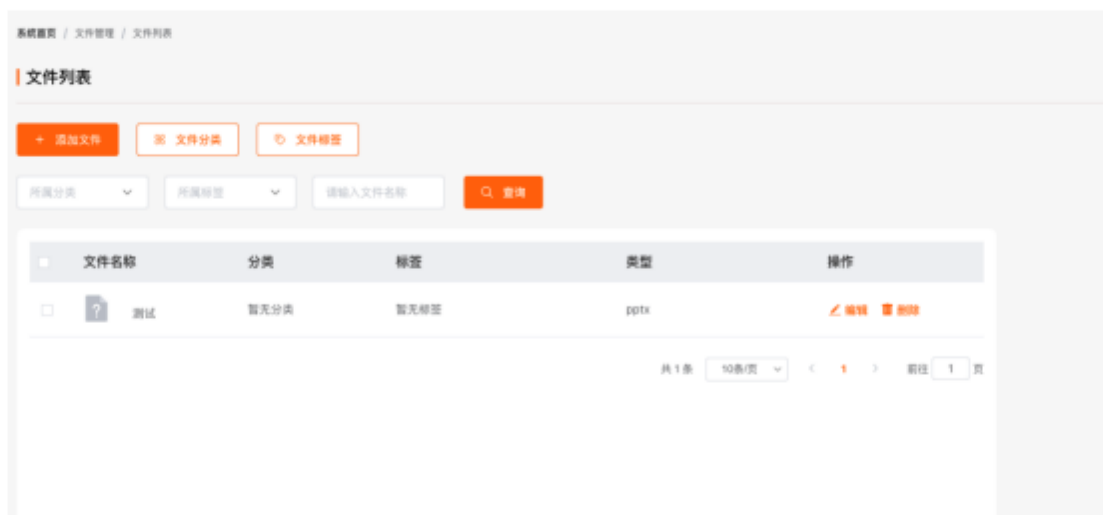 系统首页 / 文件管理 / 文件列表
文件列表
+ 添加文件 文件分类 文件标签
所属分类 所属标签 请输入文件名称 查询
文件名称 分类 标签 类型 操作
? 测试 暂无分类 暂无标签 pptx 编辑 删除
共 1 条 10条/页 < 1 > 前往 1 页